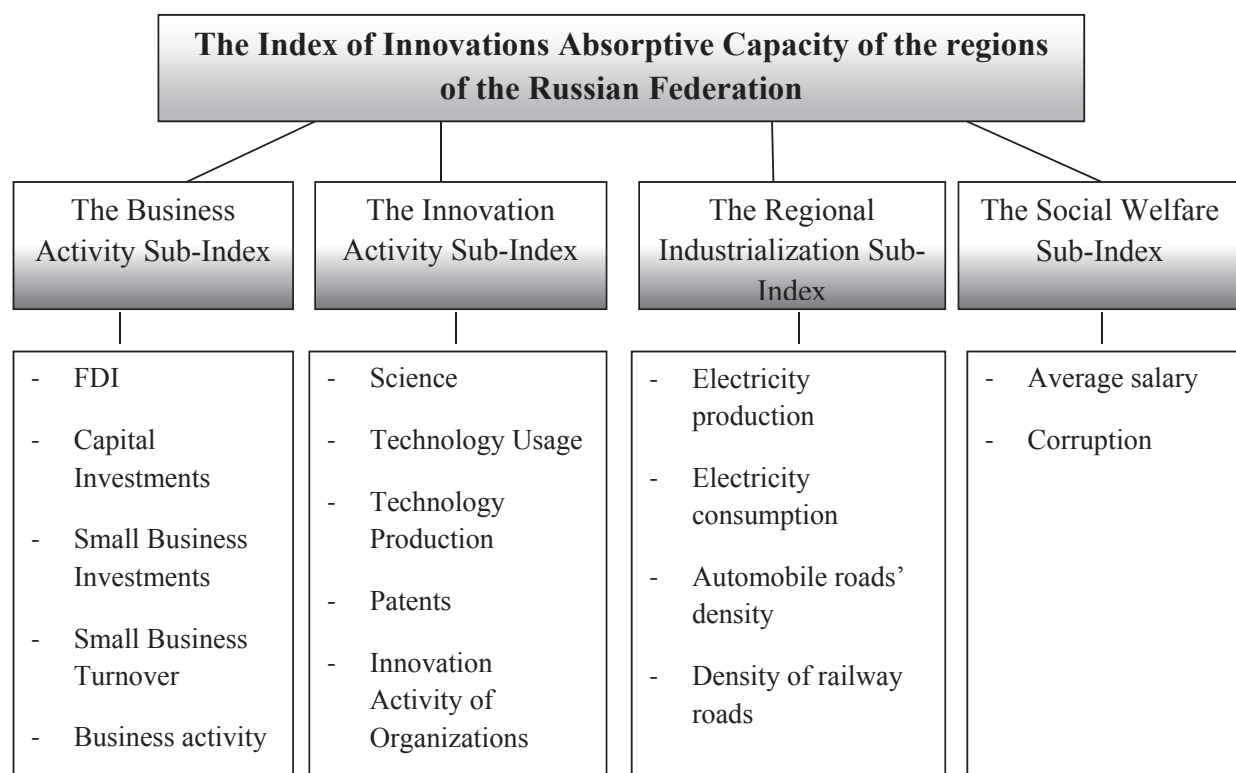 The Index of Innovations Absorptive Capacity of the regions
of the Russian Federation
The Business
Activity Sub-Index
- FDI
- Capital
Investments
- Small Business
Investments
- Small Business
Turnover
- Business activity
The Innovation
Activity Sub-Index
- Science
- Technology Usage
- Technology
Production
- Patents
- Innovation
Activity of
Organizations
The Regional
Industrialization Sub-
Index
- Electricity
production
- Electricity
consumption
- Automobile roads’
density
- Density of railway
roads
The Social Welfare
Sub-Index
- Average salary
- Corruption